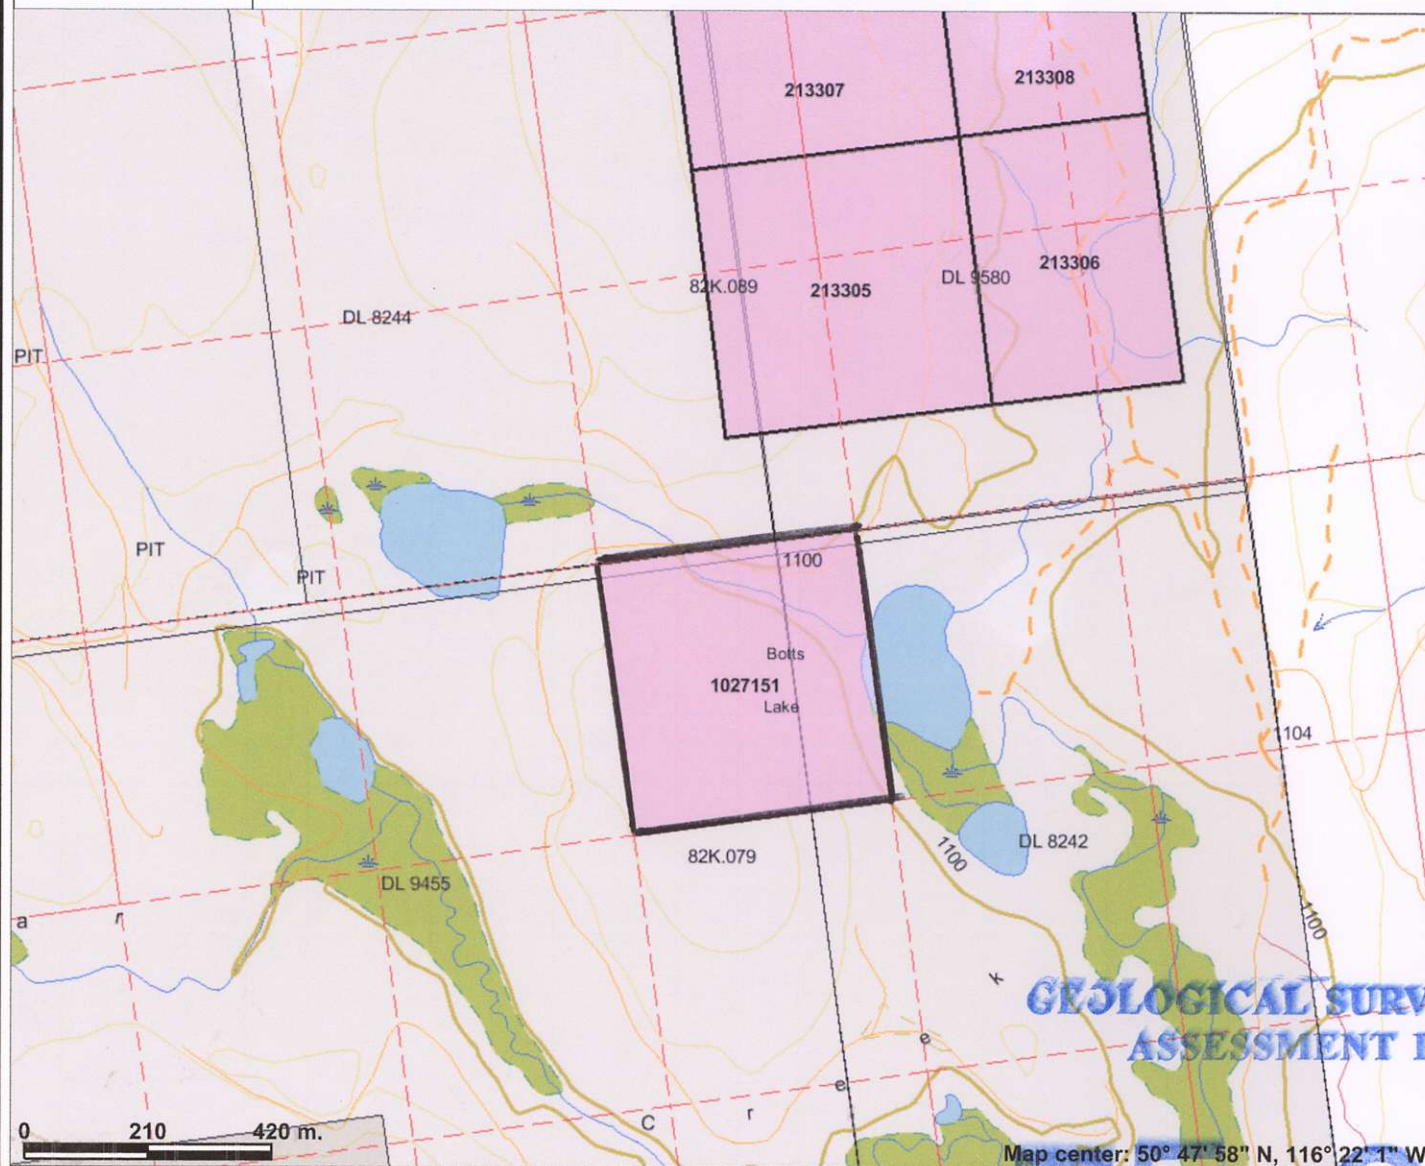 213307
213308
82K.089
213305
DL 9580
213306
DL 8244
PIT
PIT
PIT
1100
Botts
1027151
Lake
1104
82K.079
1100
DL 8242
DL 9455
a r
1100
k
GEOLOGICAL SURV
ASSESSMENT
C r e e
0 210 420 m.
Map center: 50° 47' 58" N, 116° 22' 1" W